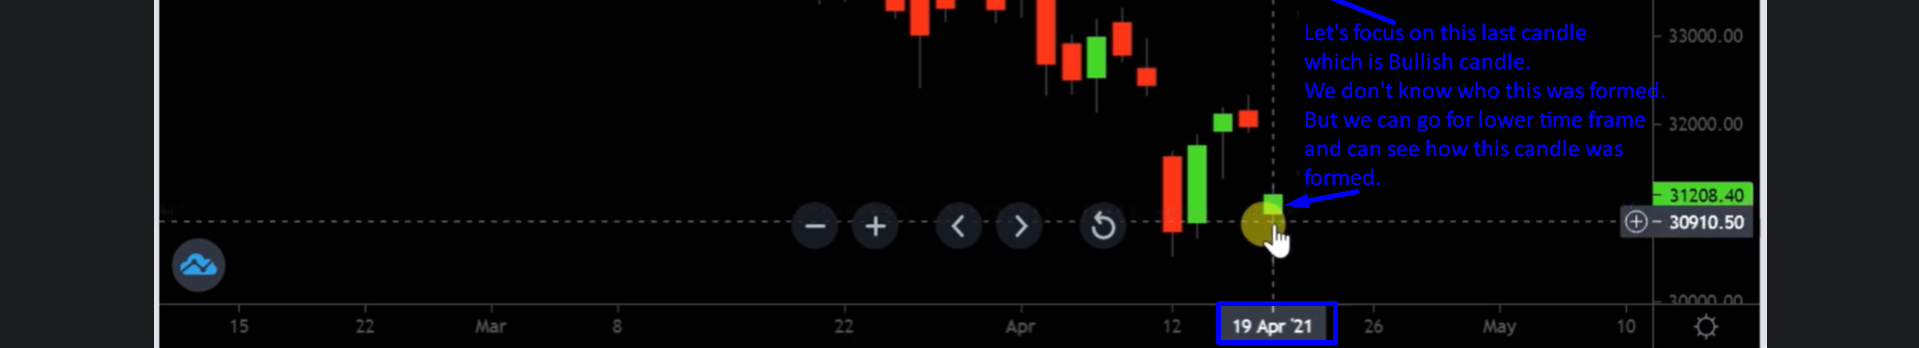 33000.00
Let's focus on this last candle
which is Bullish candle.
We don't know who this was formed.
But we can go for lower time frame
32000.00
and can see how this candle was
formed.
31208.40
30910.50
30000.00
15 22 Mar 8 22 Apr 12 19 Apr '21 26 May 10